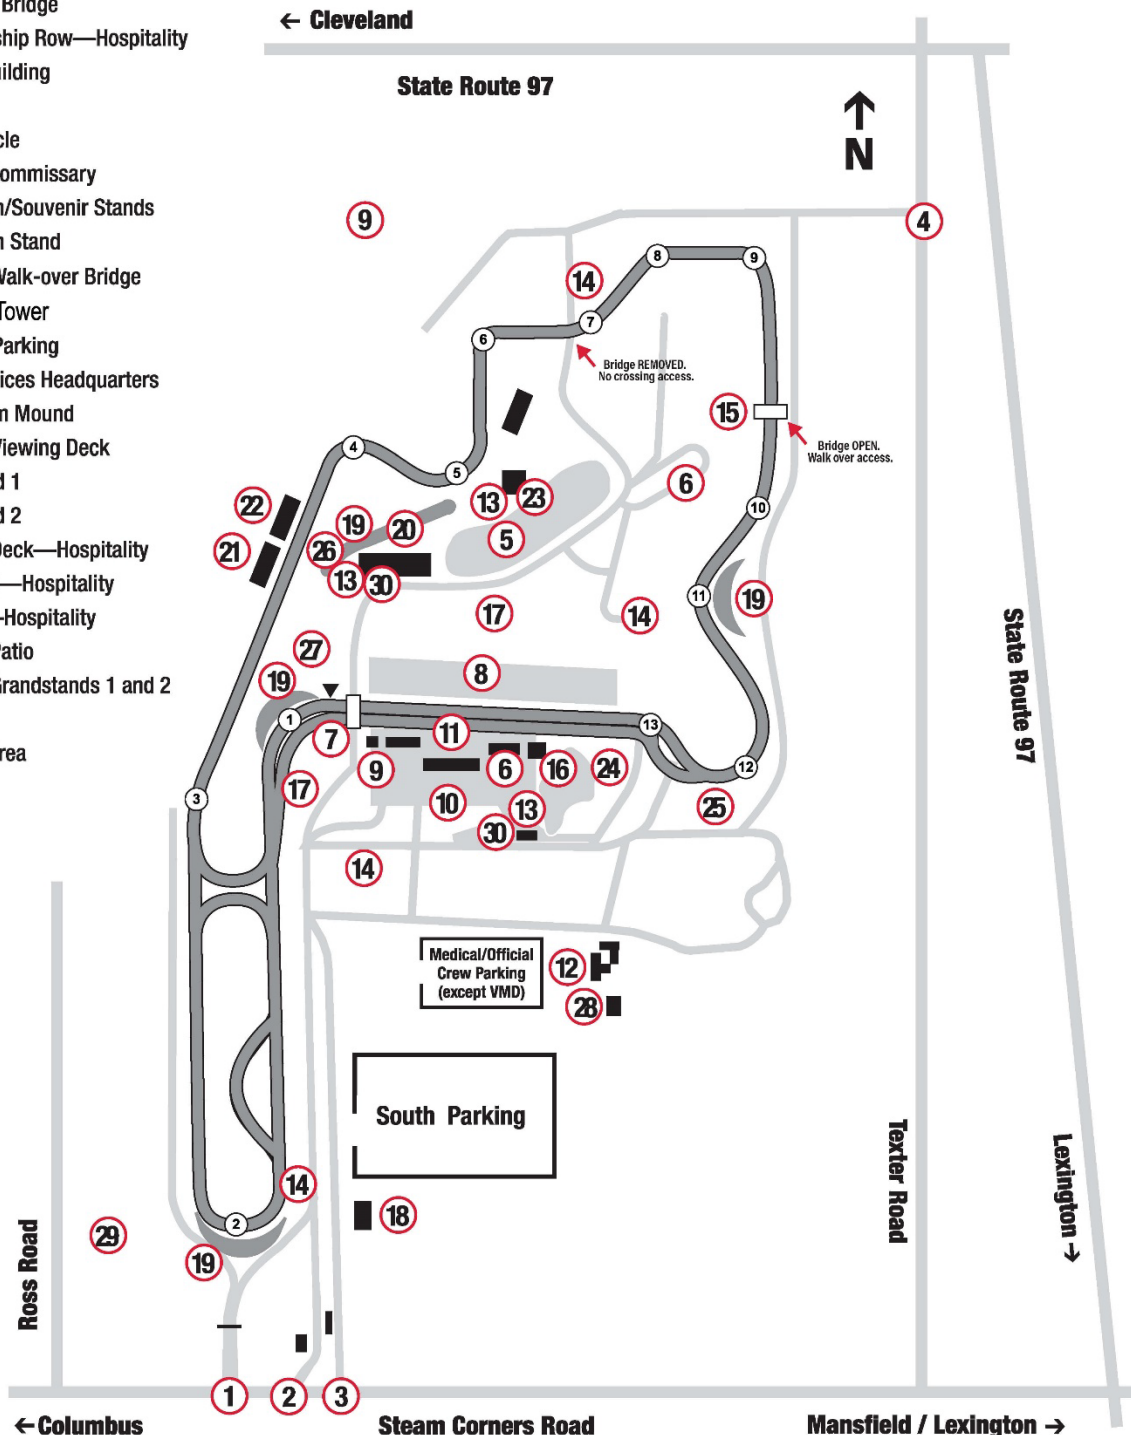 Bridge
ship Row—Hospitality
uilding
cle
ommissary
n/Souvenir Stands
n Stand
Walk-over Bridge
Tower
Parking
ices Headquarters
m Mound
Viewing Deck
d 1
d 2
Deck—Hospitality
—Hospitality
-Hospitality
Patio
Grandstands 1 and 2
rea
← Cleveland
State Route 97
N
9
4
14
8
9
7
6
Bridge REMOVED.
No crossing access.
15
Bridge OPEN.
Walk over access.
4
5
6
22
13
23
10
19
20
5
21
26
13
30
11
19
17
14
27
8
19
1
7
11
13
9
6
16
24
12
17
3
10
13
25
30
14
State Route 97
Medical/Official
Crew Parking
(except VMD)
12
28
South Parking
14
18
2
29
19
Ross Road
Texter Road
Lexington →
1
2
3
← Columbus
Steam Corners Road
Mansfield / Lexington →